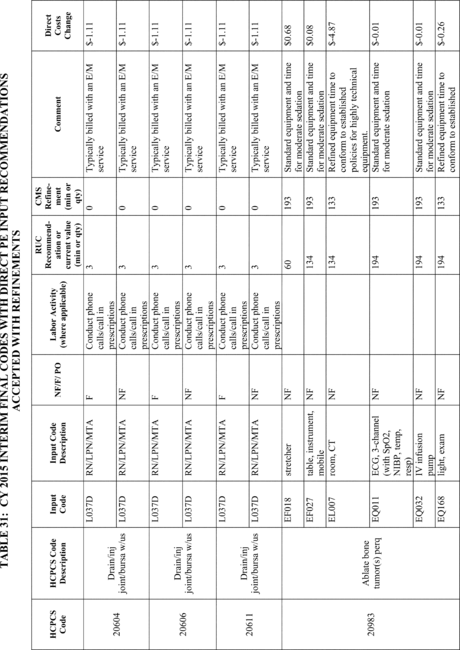 TABLE 31: CY 2015 INTERIM FINAL CODES WITH DIRECT PE INPUT RECOMMENDATIONS
ACCEPTED WITH REFINEMENTS
HCPCS Code | HCPCS Code Description | Input Code | Input Code Description | NF/F/ PO | Labor Activity (where applicable) | RUC Recommend-ation or current value (min or qty) | CMS Refine-ment (min or qty) | Comment | Direct Costs Change
20604 | Drain/inj joint/bursa w/us | L037D | RN/LPN/MTA | F | Conduct phone calls/call in prescriptions | 3 | 0 | Typically billed with an E/M service | $-1.11
L037D | RN/LPN/MTA | NF | Conduct phone calls/call in prescriptions | 3 | 0 | Typically billed with an E/M service | $-1.11
20606 | Drain/inj joint/bursa w/us | L037D | RN/LPN/MTA | F | Conduct phone calls/call in prescriptions | 3 | 0 | Typically billed with an E/M service | $-1.11
L037D | RN/LPN/MTA | NF | Conduct phone calls/call in prescriptions | 3 | 0 | Typically billed with an E/M service | $-1.11
20611 | Drain/inj joint/bursa w/us | L037D | RN/LPN/MTA | F | Conduct phone calls/call in prescriptions | 3 | 0 | Typically billed with an E/M service | $-1.11
L037D | RN/LPN/MTA | NF | Conduct phone calls/call in prescriptions | 3 | 0 | Typically billed with an E/M service | $-1.11
20983 | Ablate bone tumor(s) perq | EF018 | stretcher | NF | 60 | 193 | Standard equipment and time for moderate sedation | $0.68
EF027 | table, instrument, mobile | NF | 134 | 193 | Standard equipment and time for moderate sedation | $0.08
EL007 | room, CT | NF | 134 | 133 | Refined equipment time to conform to established policies for highly technical equipment. | $-4.87
EQ011 | ECG, 3-channel (with SpO2, NIBP, temp, resp) | NF | 194 | 193 | Standard equipment and time for moderate sedation | $-0.01
EQ032 | IV infusion pump | NF | 194 | 193 | Standard equipment and time for moderate sedation | $-0.01
EQ168 | light, exam | NF | 194 | 133 | Refined equipment time to conform to established | $-0.26